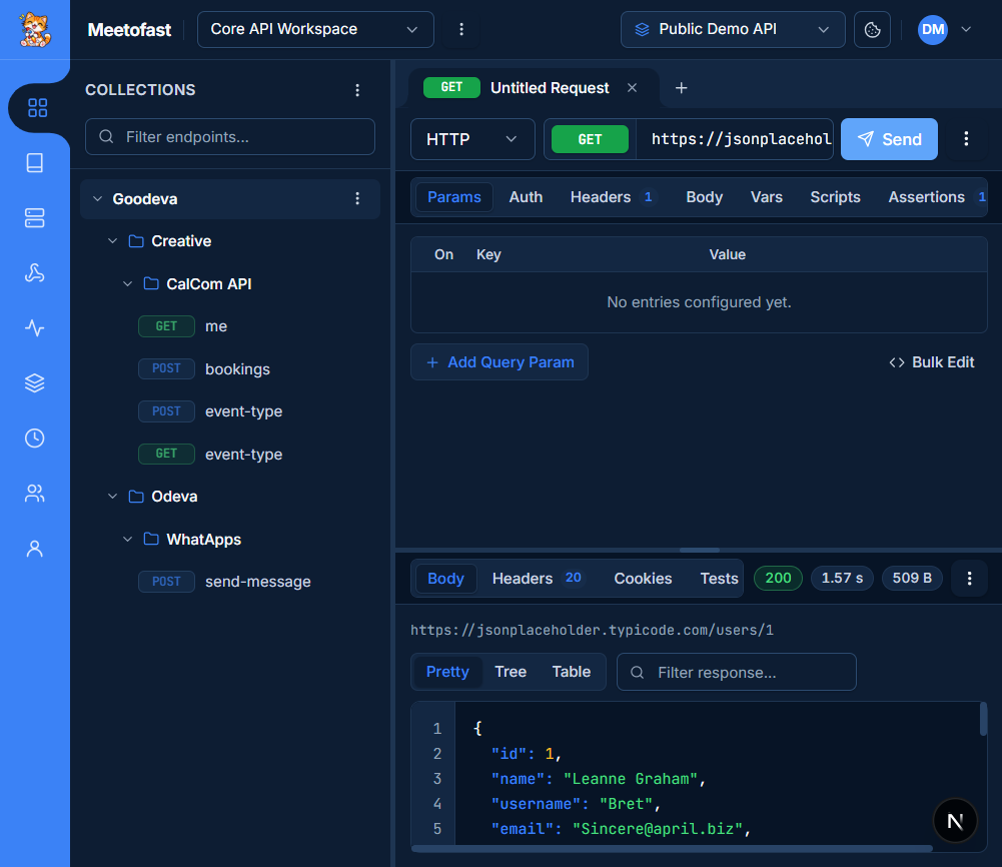 Meetofast
Core API Workspace
Public Demo API
DM
COLLECTIONS
Filter endpoints...
Goodeva
Creative
CalCom API
GET me
POST bookings
POST event-type
GET event-type
Odeva
WhatApps
POST send-message
GET Untitled Request
HTTP GET https://jsonplacehol Send
Params Auth Headers 1 Body Vars Scripts Assertions 1
On Key Value
No entries configured yet.
+ Add Query Param
<> Bulk Edit
Body Headers 20 Cookies Tests 200 1.57 s 509 B
https://jsonplaceholder.typicode.com/users/1
Pretty Tree Table Filter response...
1 {
2 "id": 1,
3 "name": "Leanne Graham",
4 "username": "Bret",
5 "email": "Sincere@april.biz",
N